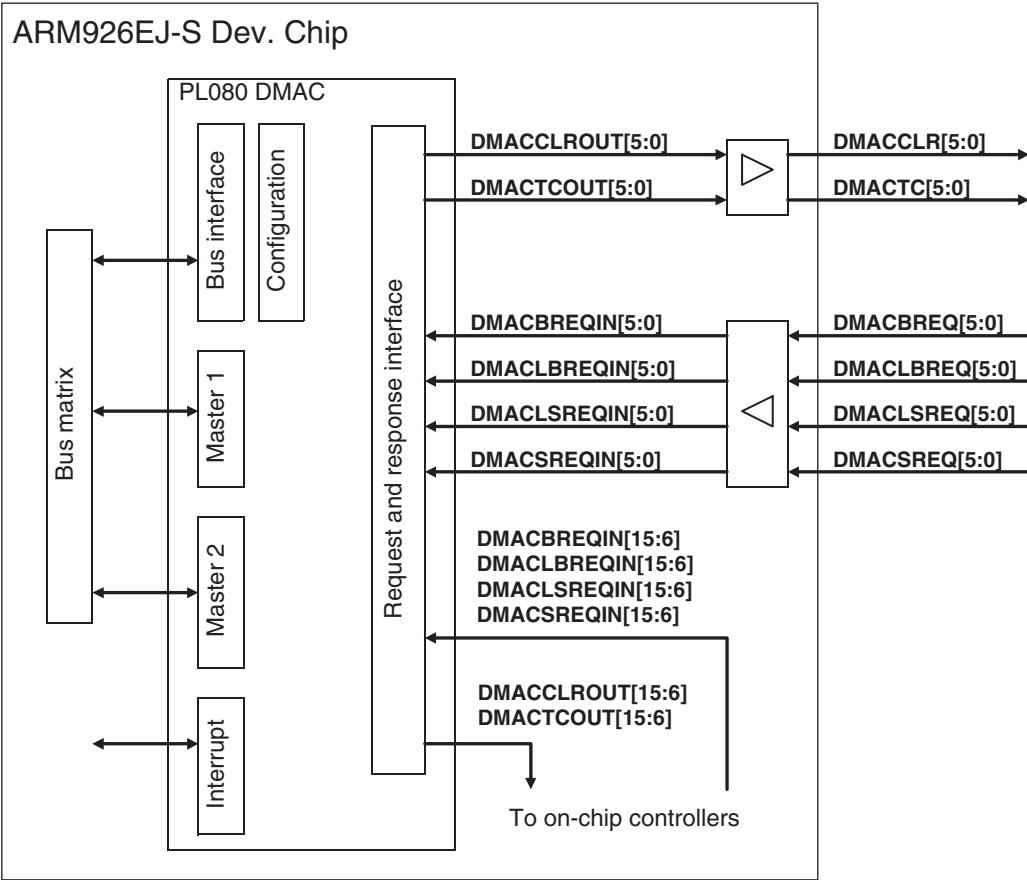 ARM926EJ-S Dev. Chip
PL080 DMAC
Bus interface
Configuration
Request and response interface
Bus matrix
Master 1
Master 2
Interrupt
DMACCLROUT[5:0]
DMACCLR[5:0]
DMACTCOUT[5:0]
DMACTC[5:0]
DMACBREQIN[5:0]
DMACBREQ[5:0]
DMACLBREQIN[5:0]
DMACLBREQ[5:0]
DMACLSREQIN[5:0]
DMACLSREQ[5:0]
DMACSREQIN[5:0]
DMACSREQ[5:0]
DMACBREQIN[15:6]
DMACLBREQIN[15:6]
DMACLSREQIN[15:6]
DMACSREQIN[15:6]
DMACCLROUT[15:6]
DMACTCOUT[15:6]
To on-chip controllers